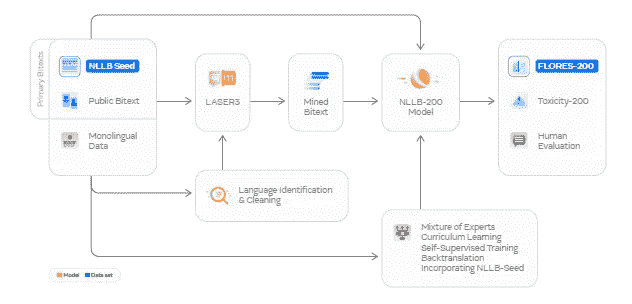 Primary Bitexts
NLLB Seed
Public Bitext
Monolingual
Data
LASER3
Mined
Bitext
NLLB-200
Model
FLORES-200
Toxicity-200
Human
Evaluation
Language Identification
& Cleaning
Mixture of Experts
Curriculum Learning
Self-Supervised Training
Backtranslation
Incorporating NLLB-Seed
Model
Data set